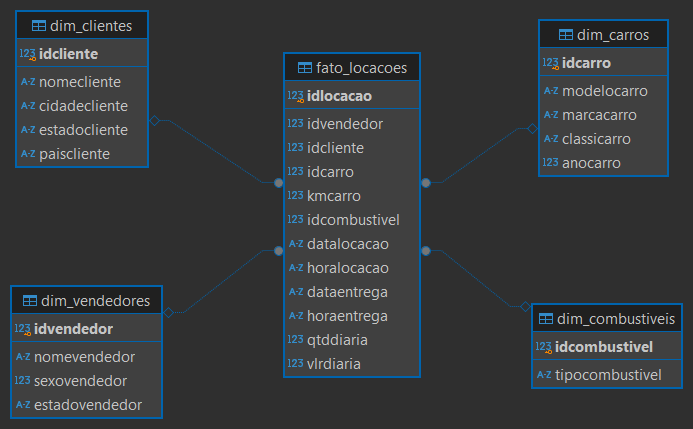 dim_clientes
123 idcliente
A-Z nomecliente
A-Z cidadecliente
A-Z estadocliente
A-Z paiscliente
fato_locacoes
123 idlocacao
123 idvendedor
123 idcliente
123 idcarro
123 kmcarro
123 idcombustivel
A-Z datalocacao
A-Z horalocacao
A-Z dataentrega
A-Z horaentrega
123 qtddiaria
123 vlrdiaria
dim_carros
123 idcarro
A-Z modelocarro
A-Z marcacarro
A-Z classicarro
123 anocarro
dim_vendedores
123 idvendedor
A-Z nomevendedor
123 sexovendedor
A-Z estadovendedor
dim_combustiveis
123 idcombustivel
A-Z tipocombustivel